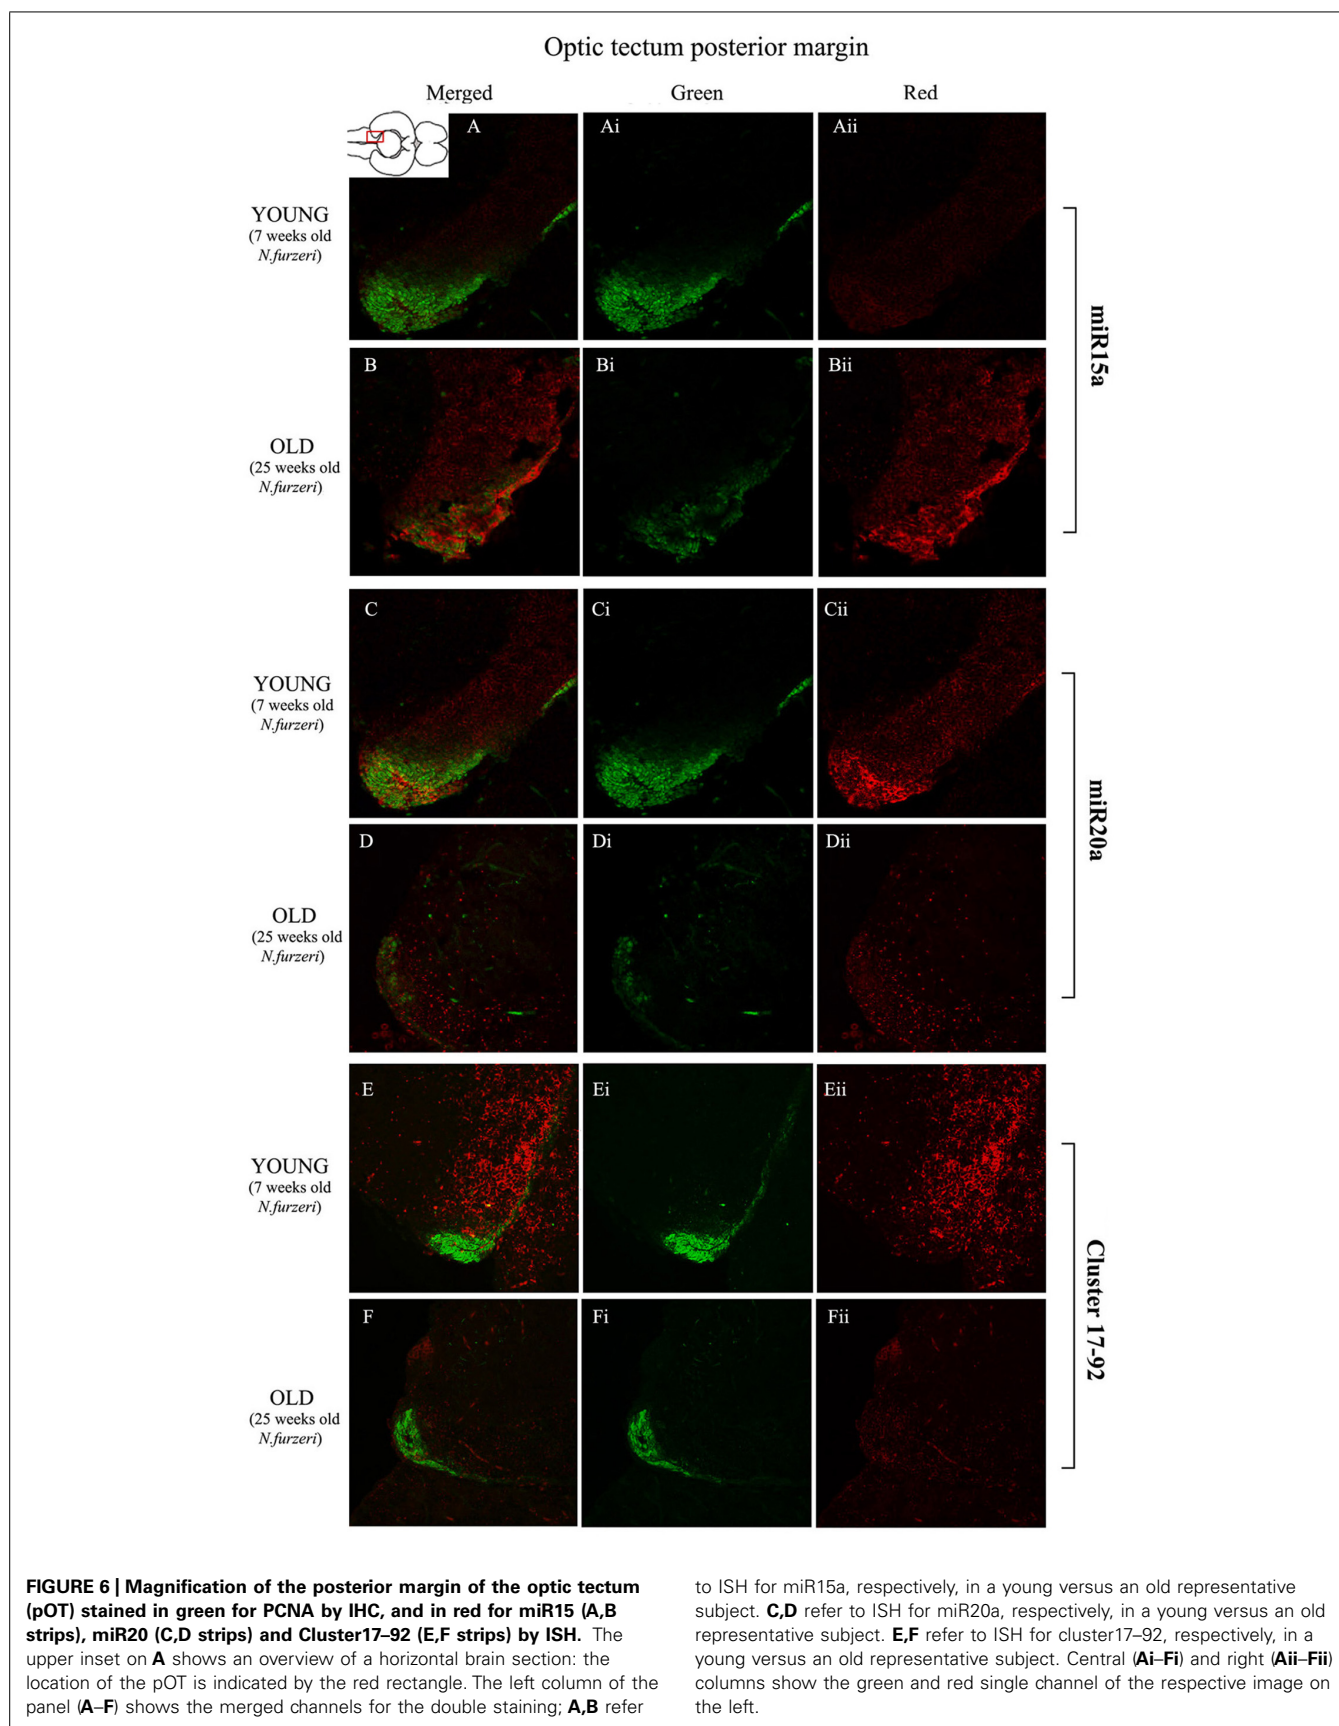 Optic tectum posterior margin
Merged
Green
Red
A
Ai
Aii
YOUNG
(7 weeks old
N.furzeri)
B
Bi
Bii
OLD
(25 weeks old
N.furzeri)
miR15a
C
Ci
Cii
YOUNG
(7 weeks old
N.furzeri)
D
Di
Dii
OLD
(25 weeks old
N.furzeri)
miR20a
E
Ei
Eii
YOUNG
(7 weeks old
N.furzeri)
F
Fi
Fii
OLD
(25 weeks old
N.furzeri)
Cluster 17-92
FIGURE 6 | Magnification of the posterior margin of the optic tectum
(pOT) stained in green for PCNA by IHC, and in red for miR15 (A,B
strips), miR20 (C,D strips) and Cluster17–92 (E,F strips) by ISH. The
upper inset on A shows an overview of a horizontal brain section: the
location of the pOT is indicated by the red rectangle. The left column of the
panel (A–F) shows the merged channels for the double staining; A,B refer
to ISH for miR15a, respectively, in a young versus an old representative
subject. C,D refer to ISH for miR20a, respectively, in a young versus an old
representative subject. E,F refer to ISH for cluster17–92, respectively, in a
young versus an old representative subject. Central (Ai–Fi) and right (Aii–Fii)
columns show the green and red single channel of the respective image on
the left.